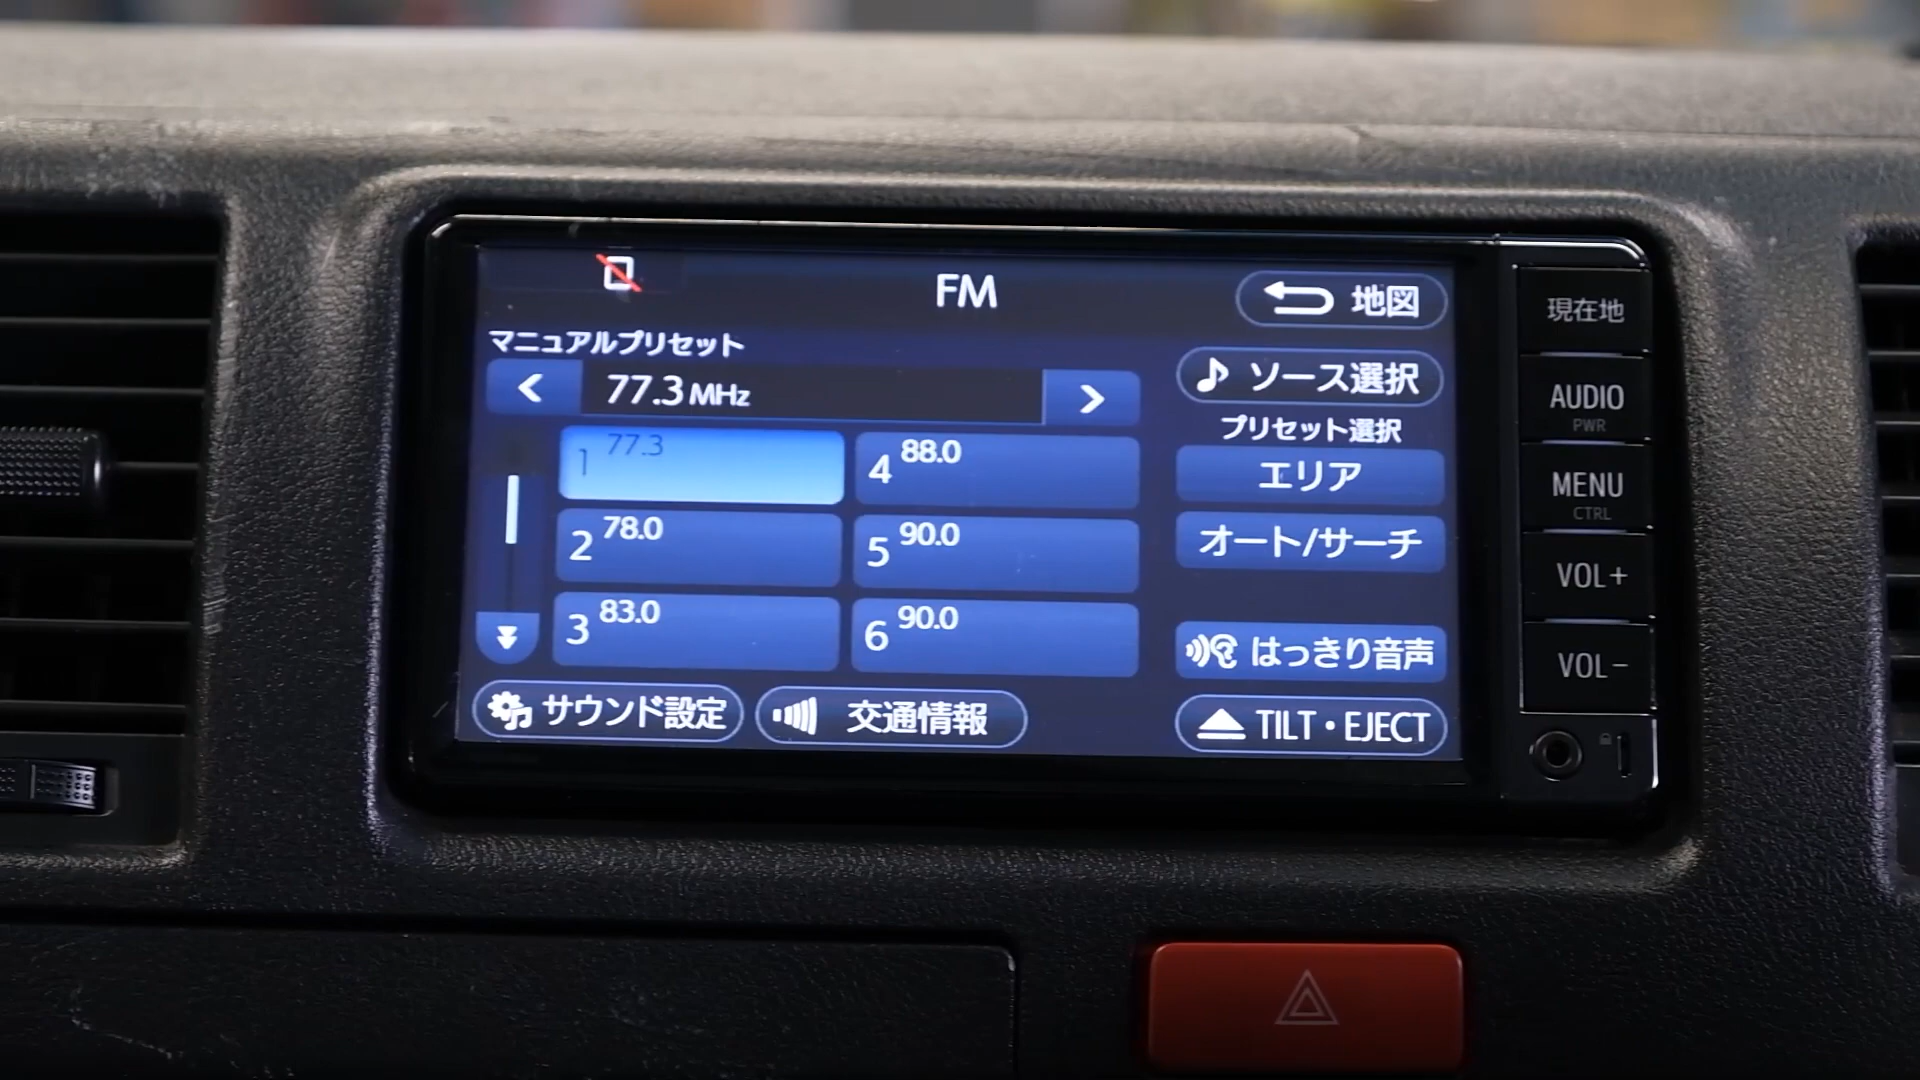 FM
地図
マニュアルプリセット
77.3MHz
ソース選択
プリセット選択
1 77.3
4 88.0
エリア
2 78.0
5 90.0
オート/サーチ
3 83.0
6 90.0
はっきり音声
サウンド設定
交通情報
TILT・EJECT
現在地
AUDIO
PWR
MENU
CTRL
VOL+
VOL-